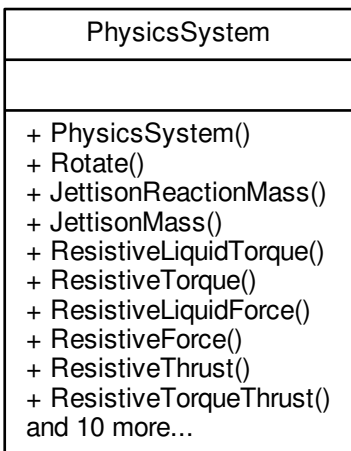 PhysicsSystem
+ PhysicsSystem()
+ Rotate()
+ JettisonReactionMass()
+ JettisonMass()
+ ResistiveLiquidTorque()
+ ResistiveTorque()
+ ResistiveLiquidForce()
+ ResistiveForce()
+ ResistiveThrust()
+ ResistiveTorqueThrust()
and 10 more...